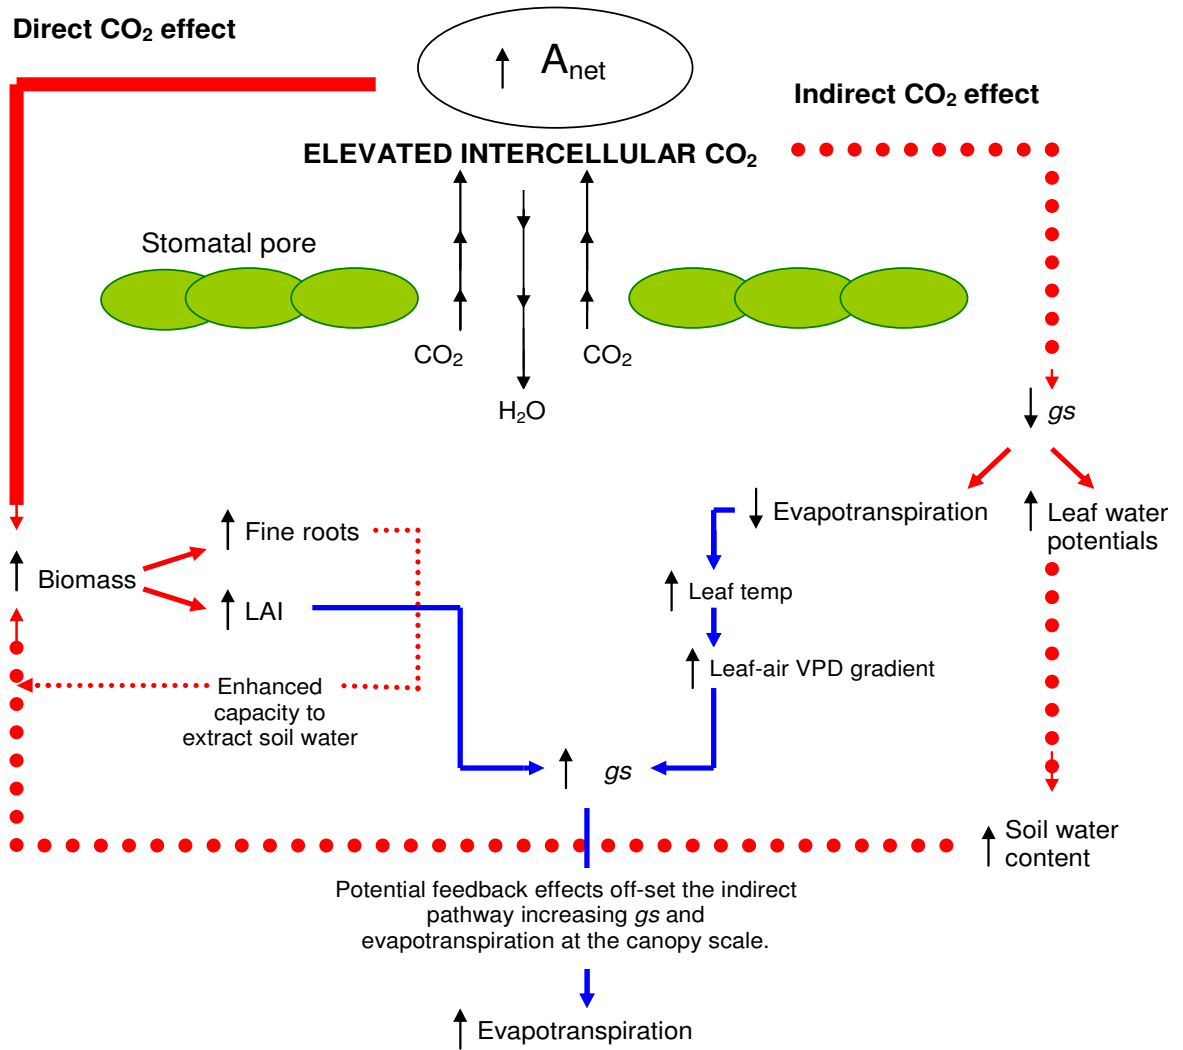 Direct CO₂ effect
↑ Anet
Indirect CO₂ effect
ELEVATED INTERCELLULAR CO₂
Stomatal pore
CO₂
CO₂
H₂O
↓ gs
↓ Evapotranspiration
↑ Leaf water
potentials
↑ Fine roots
↑ Biomass
↑ LAI
↑ Leaf temp
↑ Leaf-air VPD gradient
Enhanced
capacity to
extract soil water
↑ gs
↑ Soil water
content
Potential feedback effects off-set the indirect
pathway increasing gs and
evapotranspiration at the canopy scale.
↑ Evapotranspiration